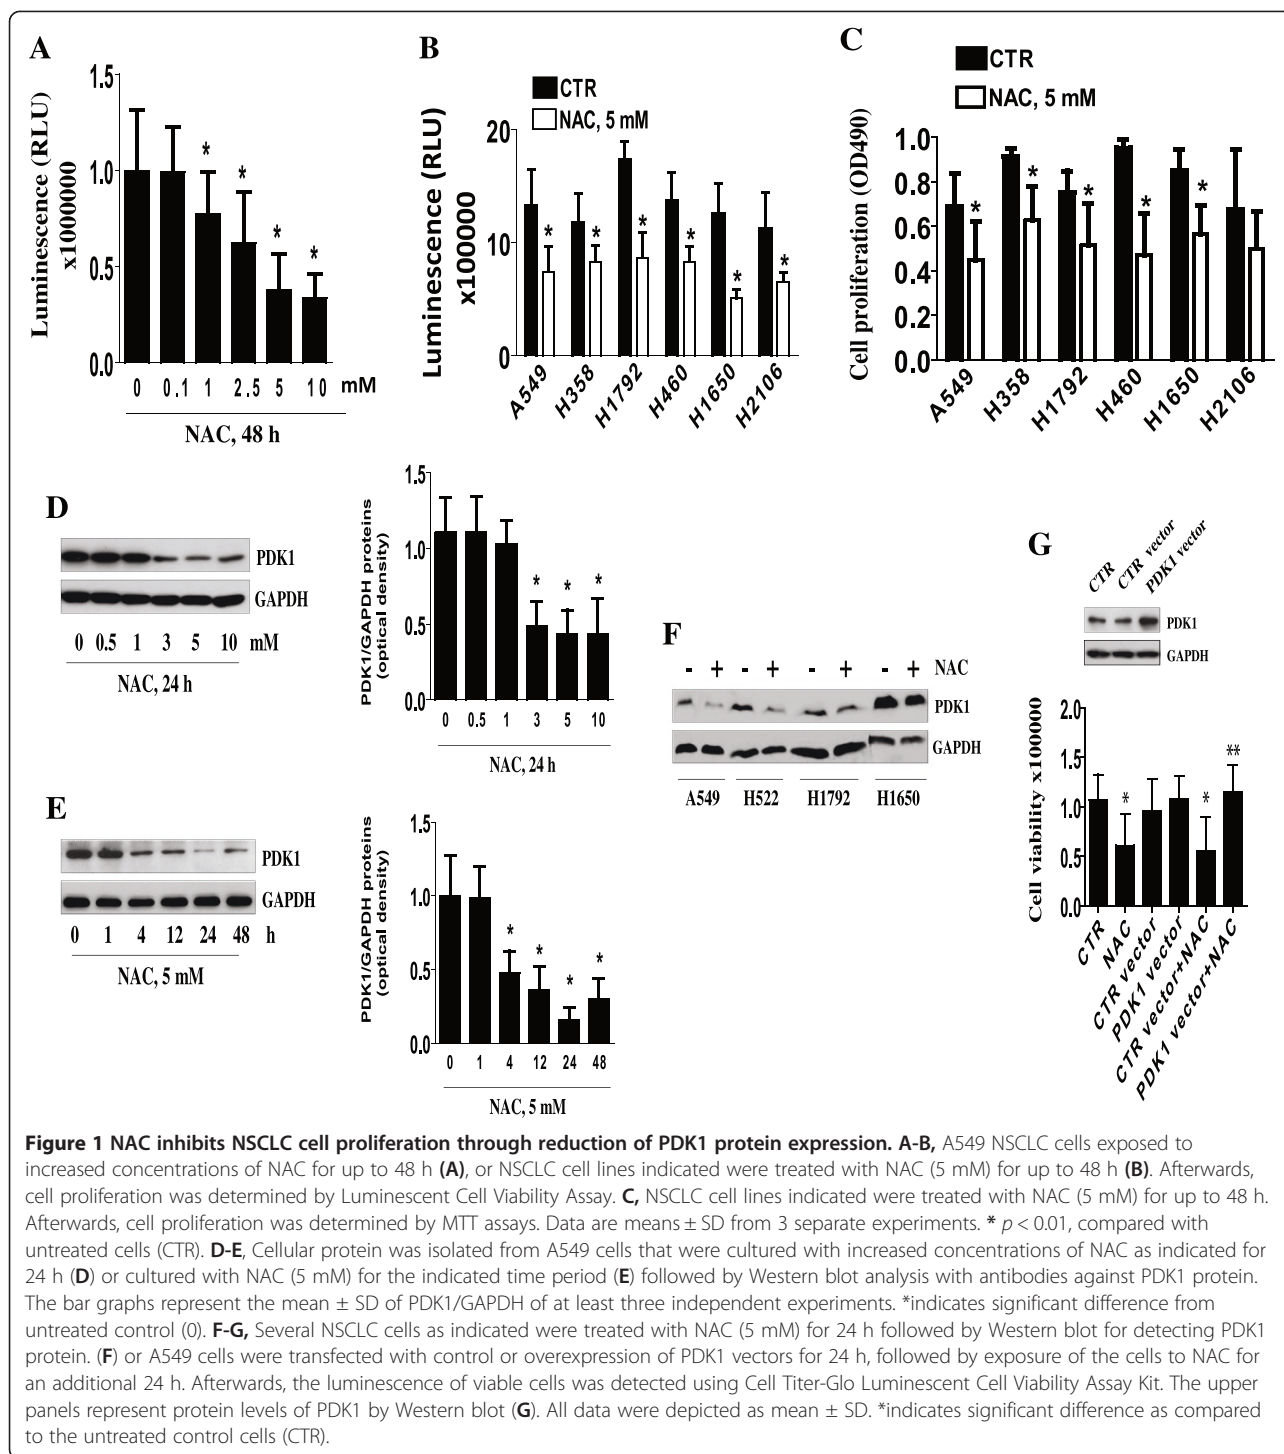 A
Luminescence (RLU)
x1000000
1.5
1.0
0.5
0.0
* * * *
0 0.1 1 2.5 5 10 mM
NAC, 48 h
B
CTR
NAC, 5 mM
Luminescence (RLU)
x100000
20
10
0
* * * * * *
A549 H358 H1792 H460 H1650 H2106
C
CTR
NAC, 5 mM
Cell proliferation (OD490)
1.0
0.8
0.6
0.4
0.2
0.0
* * * * *
A549 H358 H1792 H460 H1650 H2106
D
PDK1
GAPDH
0 0.5 1 3 5 10 mM
NAC, 24 h
PDK1/GAPDH proteins
(optical density)
1.5
1.0
0.5
0.0
* * *
0 0.5 1 3 5 10
NAC, 24 h
E
PDK1
GAPDH
0 1 4 12 24 48 h
NAC, 5 mM
PDK1/GAPDH proteins
(optical density)
1.5
1.0
0.5
0.0
* * * *
0 1 4 12 24 48
NAC, 5 mM
F
- + - + - + - + NAC
PDK1
GAPDH
A549 H522 H1792 H1650
G
CTR CTR vector PDK1 vector
PDK1
GAPDH
Cell viability x100000
2.0
1.5
1.0
0.5
0.0
* * **
CTR NAC CTR vector PDK1 vector CTR vector+NAC PDK1 vector+NAC
Figure 1 NAC inhibits NSCLC cell proliferation through reduction of PDK1 protein expression. A-B, A549 NSCLC cells exposed to
increased concentrations of NAC for up to 48 h (A), or NSCLC cell lines indicated were treated with NAC (5 mM) for up to 48 h (B). Afterwards,
cell proliferation was determined by Luminescent Cell Viability Assay. C, NSCLC cell lines indicated were treated with NAC (5 mM) for up to 48 h.
Afterwards, cell proliferation was determined by MTT assays. Data are means ± SD from 3 separate experiments. * p < 0.01, compared with
untreated cells (CTR). D-E, Cellular protein was isolated from A549 cells that were cultured with increased concentrations of NAC as indicated for
24 h (D) or cultured with NAC (5 mM) for the indicated time period (E) followed by Western blot analysis with antibodies against PDK1 protein.
The bar graphs represent the mean ± SD of PDK1/GAPDH of at least three independent experiments. *indicates significant difference from
untreated control (0). F-G, Several NSCLC cells as indicated were treated with NAC (5 mM) for 24 h followed by Western blot for detecting PDK1
protein. (F) or A549 cells were transfected with control or overexpression of PDK1 vectors for 24 h, followed by exposure of the cells to NAC for
an additional 24 h. Afterwards, the luminescence of viable cells was detected using Cell Titer-Glo Luminescent Cell Viability Assay Kit. The upper
panels represent protein levels of PDK1 by Western blot (G). All data were depicted as mean ± SD. *indicates significant difference as compared
to the untreated control cells (CTR).